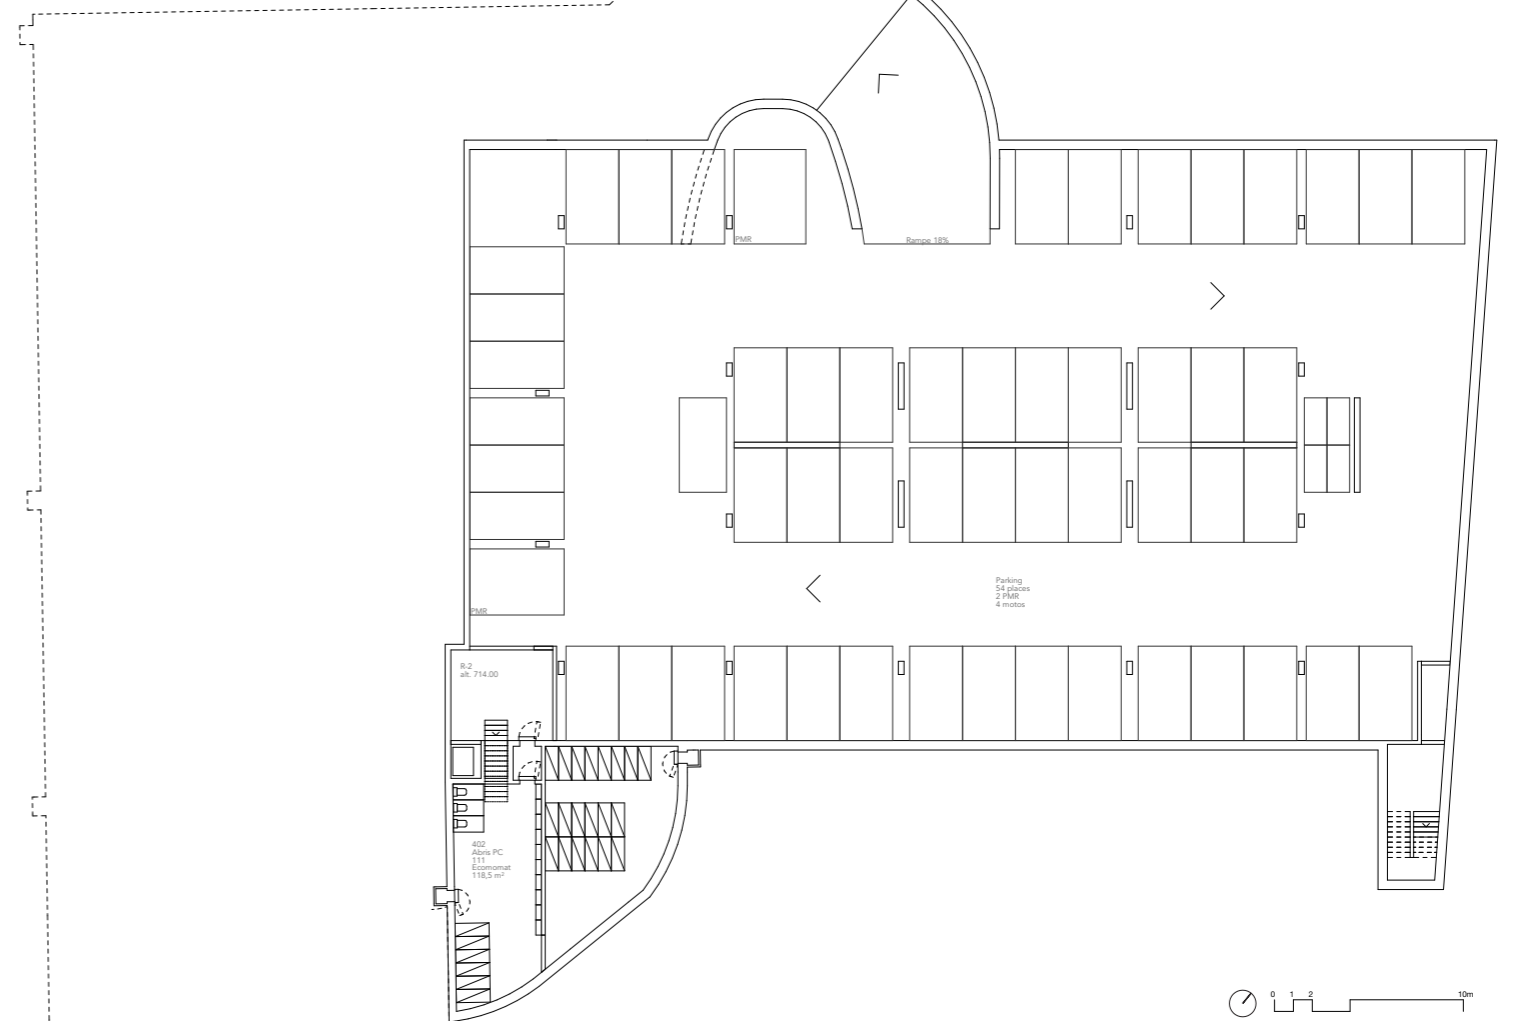 PMR
Rampe 18%
Parking
54 places
2 PMR
4 motos
PMR
R-2
alt. 714.00
402
Abris PC
111
Ecomomat
118,5 m²
0 1 2 10m